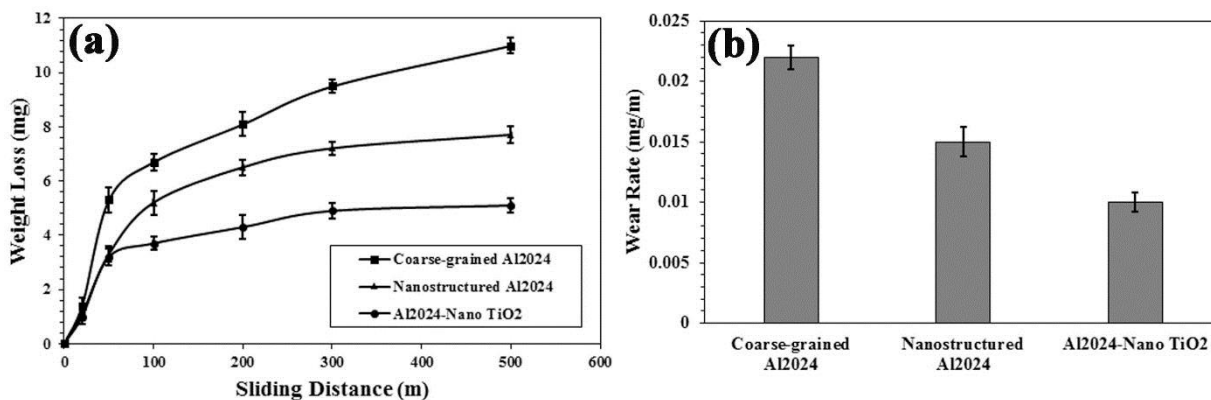 (a)
Weight Loss (mg)
12
10
8
6
4
2
0
0 100 200 300 400 500 600
Sliding Distance (m)
Coarse-grained Al2024
Nanostructured Al2024
Al2024-Nano TiO2
(b)
Wear Rate (mg/m)
0.025
0.02
0.015
0.01
0.005
0
Coarse-grained Nanostructured Al2024-Nano TiO2
Al2024 Al2024